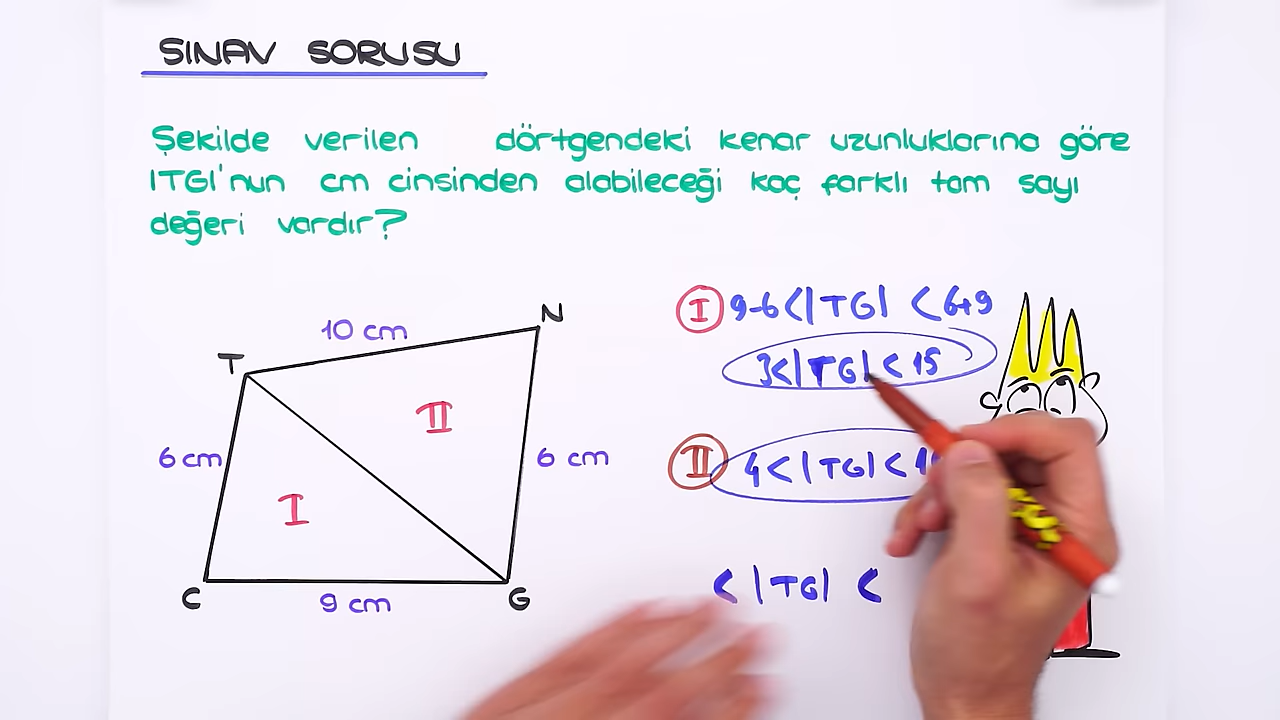 SINAV SORUSU
Şekilde verilen dörtgendeki kenar uzunluklarına göre
|TG|'nun cm cinsinden alabileceği kaç farklı tam sayı
değeri vardır?
I 9-6<|TG| <6+9
3<|TG|<15
N
10 cm
T
II
6 cm
6 cm
II 4<|TG|<
I
<|TG| <
C
9 cm
G